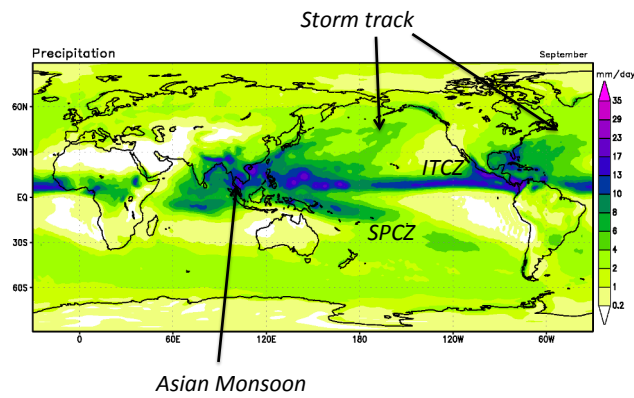 Storm track
Precipitation
September
mm/day
60N
30N
EQ
30S
60S
0
60E
120E
180
120W
60W
ITCZ
SPCZ
35
29
23
17
13
10
8
6
4
2
1
0.2
Asian Monsoon